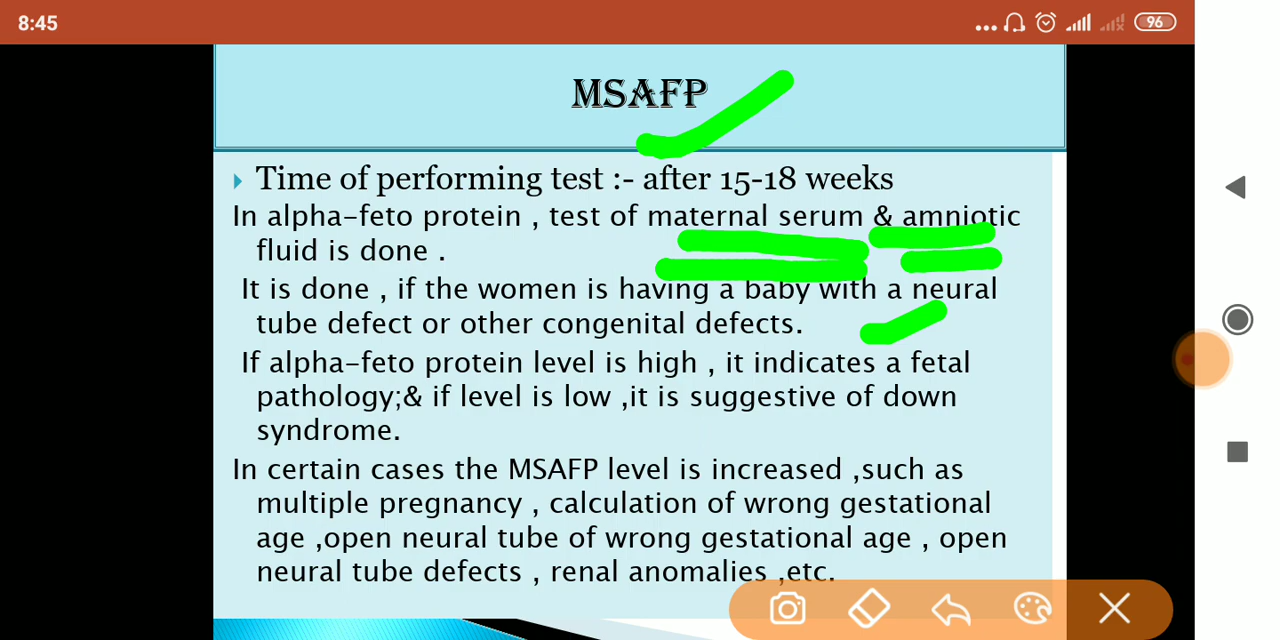 8:45
96
MSAFP
Time of performing test :- after 15-18 weeks
In alpha-feto protein , test of maternal serum & amniotic
fluid is done .
It is done , if the women is having a baby with a neural
tube defect or other congenital defects.
If alpha-feto protein level is high , it indicates a fetal
pathology;& if level is low ,it is suggestive of down
syndrome.
In certain cases the MSAFP level is increased ,such as
multiple pregnancy , calculation of wrong gestational
age ,open neural tube of wrong gestational age , open
neural tube defects , renal anomalies ,etc.